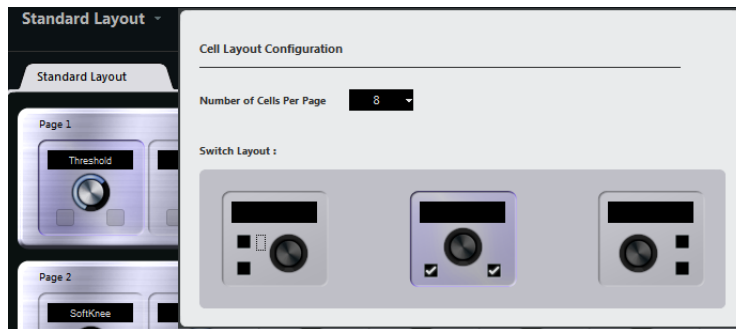 Standard Layout
Standard Layout
Page 1
Threshold
Page 2
SoftKnee
Cell Layout Configuration
Number of Cells Per Page 8
Switch Layout :